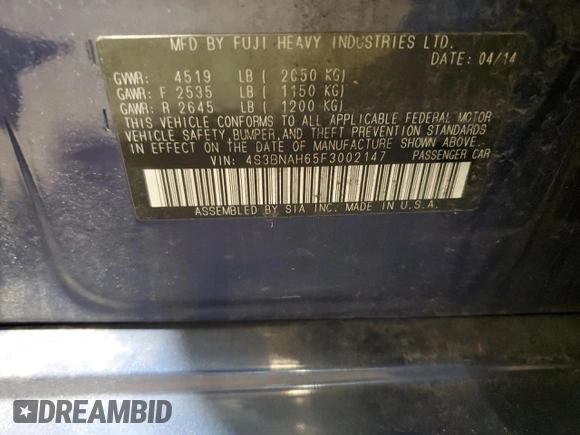 MFD BY FUJI HEAVY INDUSTRIES LTD.
DATE: 04/14
GVWR: 4519 LB ( 2050 KG)
GAWR: F 2535 LB ( 1150 KG)
GAWR: R 2645 LB ( 1200 KG)
THIS VEHICLE CONFORMS TO ALL APPLICABLE FEDERAL MOTOR
VEHICLE SAFETY, BUMPER, AND THEFT PREVENTION STANDARDS
IN EFFECT ON THE DATE OF MANUFACTURE SHOWN ABOVE.
VIN: 4S3BNAH65F3002147 PASSENGER CAR
ASSEMBLED BY SIA INC. MADE IN U.S.A.
DREAMBID